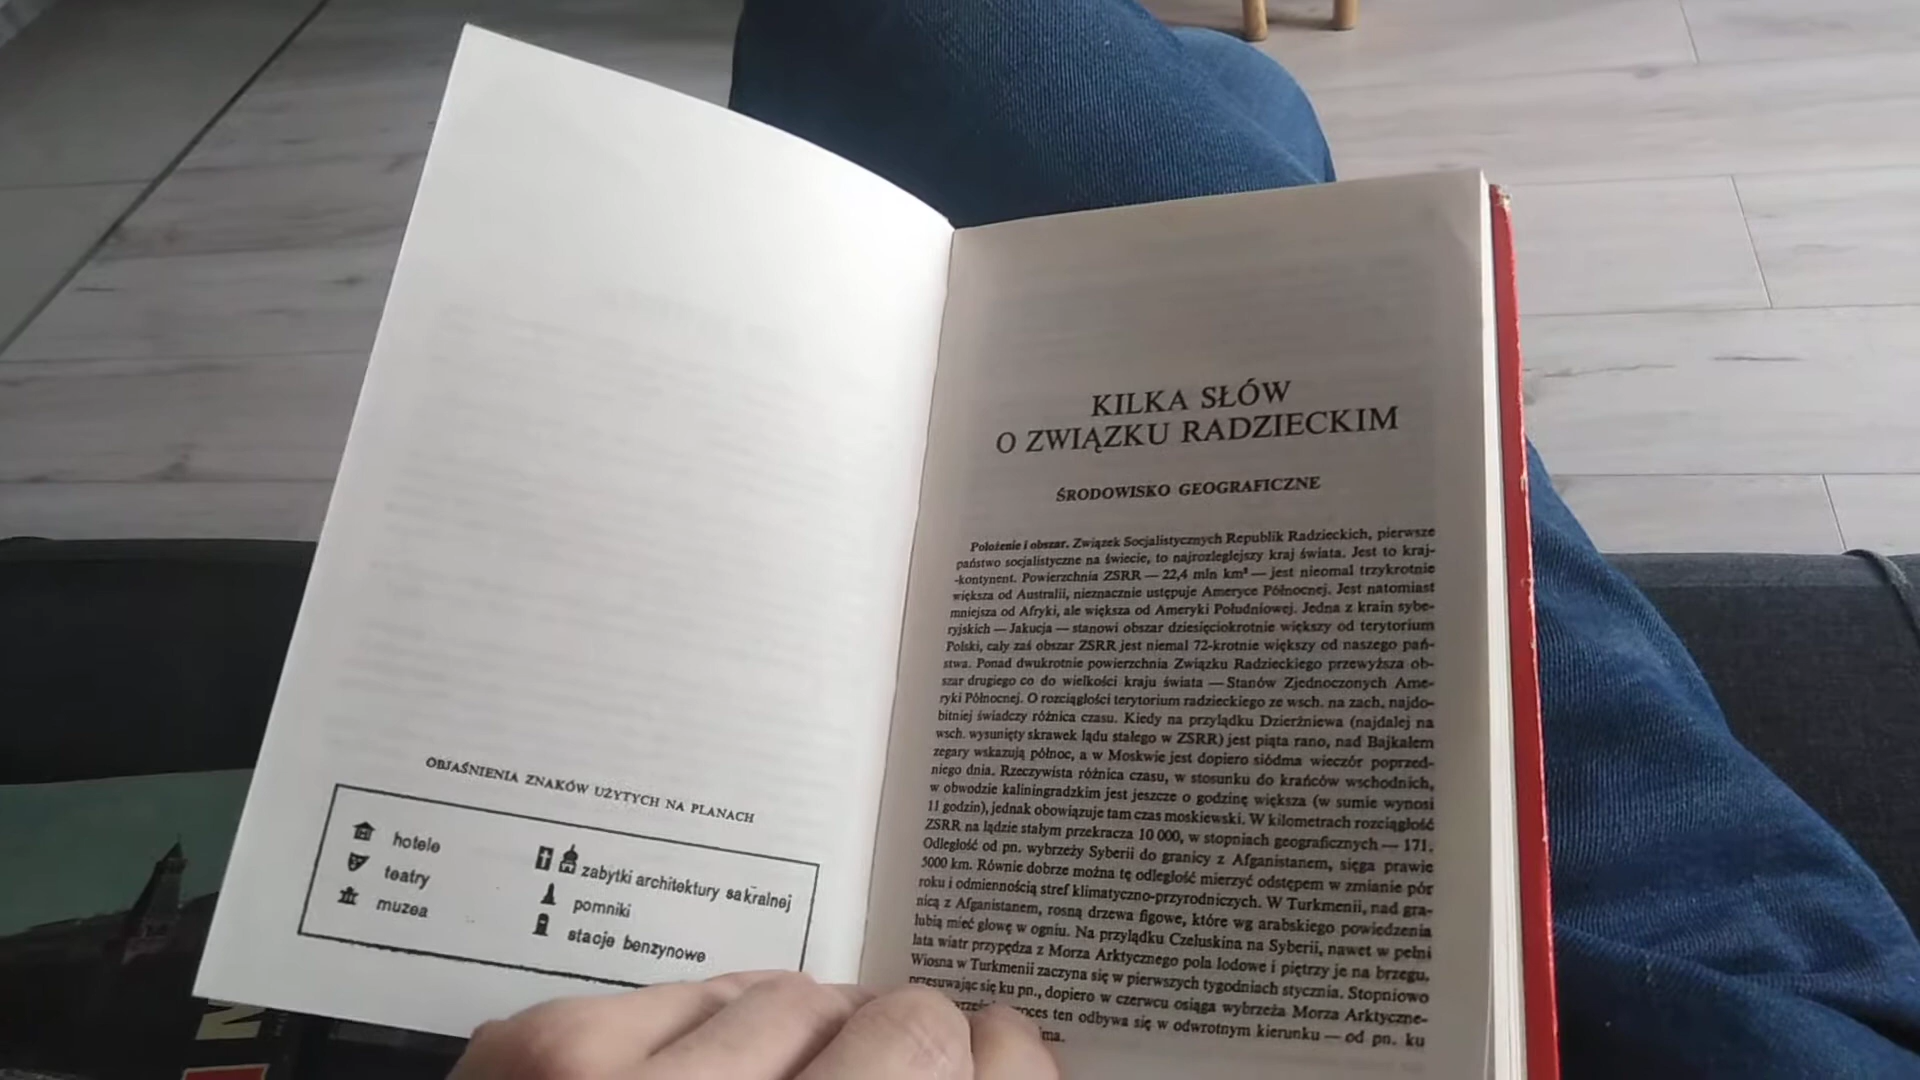 OBJAŚNIENIA ZNAKÓW UŻYTYCH NA PLANACH
hotele
teatry
muzea
zabytki architektury sakralnej
pomniki
stacje benzynowe
KILKA SŁÓW
O ZWIĄZKU RADZIECKIM
ŚRODOWISKO GEOGRAFICZNE
Położenie i obszar. Związek Socjalistycznych Republik Radzieckich, pierwsze
państwo socjalistyczne na świecie, to najrozleglejszy kraj świata. Jest to kraj-
-kontynent. Powierzchnia ZSRR — 22,4 mln km² — jest nieomal trzykrotnie
większa od Australii, nieznacznie ustępuje Ameryce Północnej. Jest natomiast
mniejsza od Afryki, ale większa od Ameryki Południowej. Jedna z krain sybe-
ryjskich — Jakucja — stanowi obszar dziesięciokrotnie większy od terytorium
Polski, cały zaś obszar ZSRR jest niemal 72-krotnie większy od naszego pań-
stwa. Ponad dwukrotnie powierzchnia Związku Radzieckiego przewyższa ob-
szar drugiego co do wielkości kraju świata — Stanów Zjednoczonych Ame-
ryki Północnej. O rozciągłości terytorium radzieckiego ze wsch. na zach. najdo-
bitniej świadczy różnica czasu. Kiedy na przylądku Dzierżniewa (najdalej na
wsch. wysunięty skrawek lądu stałego w ZSRR) jest piąta rano, nad Bajkałem
zegary wskazują północ, a w Moskwie jest dopiero siódma wieczór poprzed-
niego dnia. Rzeczywista różnica czasu, w stosunku do krańców wschodnich,
w obwodzie kaliningradzkim jest jeszcze o godzinę większa (w sumie wynosi
11 godzin), jednak obowiązuje tam czas moskiewski. W kilometrach rozciągłość
ZSRR na lądzie stałym przekracza 10 000, w stopniach geograficznych — 171.
Odległość od pn. wybrzeży Syberii do granicy z Afganistanem, sięga prawie
5000 km. Równie dobrze można tę odległość mierzyć odstępem w zmianie pór
roku i odmiennością stref klimatyczno-przyrodniczych. W Turkmenii, nad gra-
nicą z Afganistanem, rosną drzewa figowe, które wg arabskiego powiedzenia
lubią mieć głowę w ogniu. Na przylądku Czeluskina na Syberii, nawet w pełni
lata wiatr przypędza z Morza Arktycznego pola lodowe i piętrzy je na brzegu.
Wiosna w Turkmenii zaczyna się w pierwszych tygodniach stycznia. Stopniowo
przesuwając się ku pn., dopiero w czerwcu osiąga wybrzeża Morza Arktyczne-
ten odbywa się w odwrotnym kierunku — od pn. ku